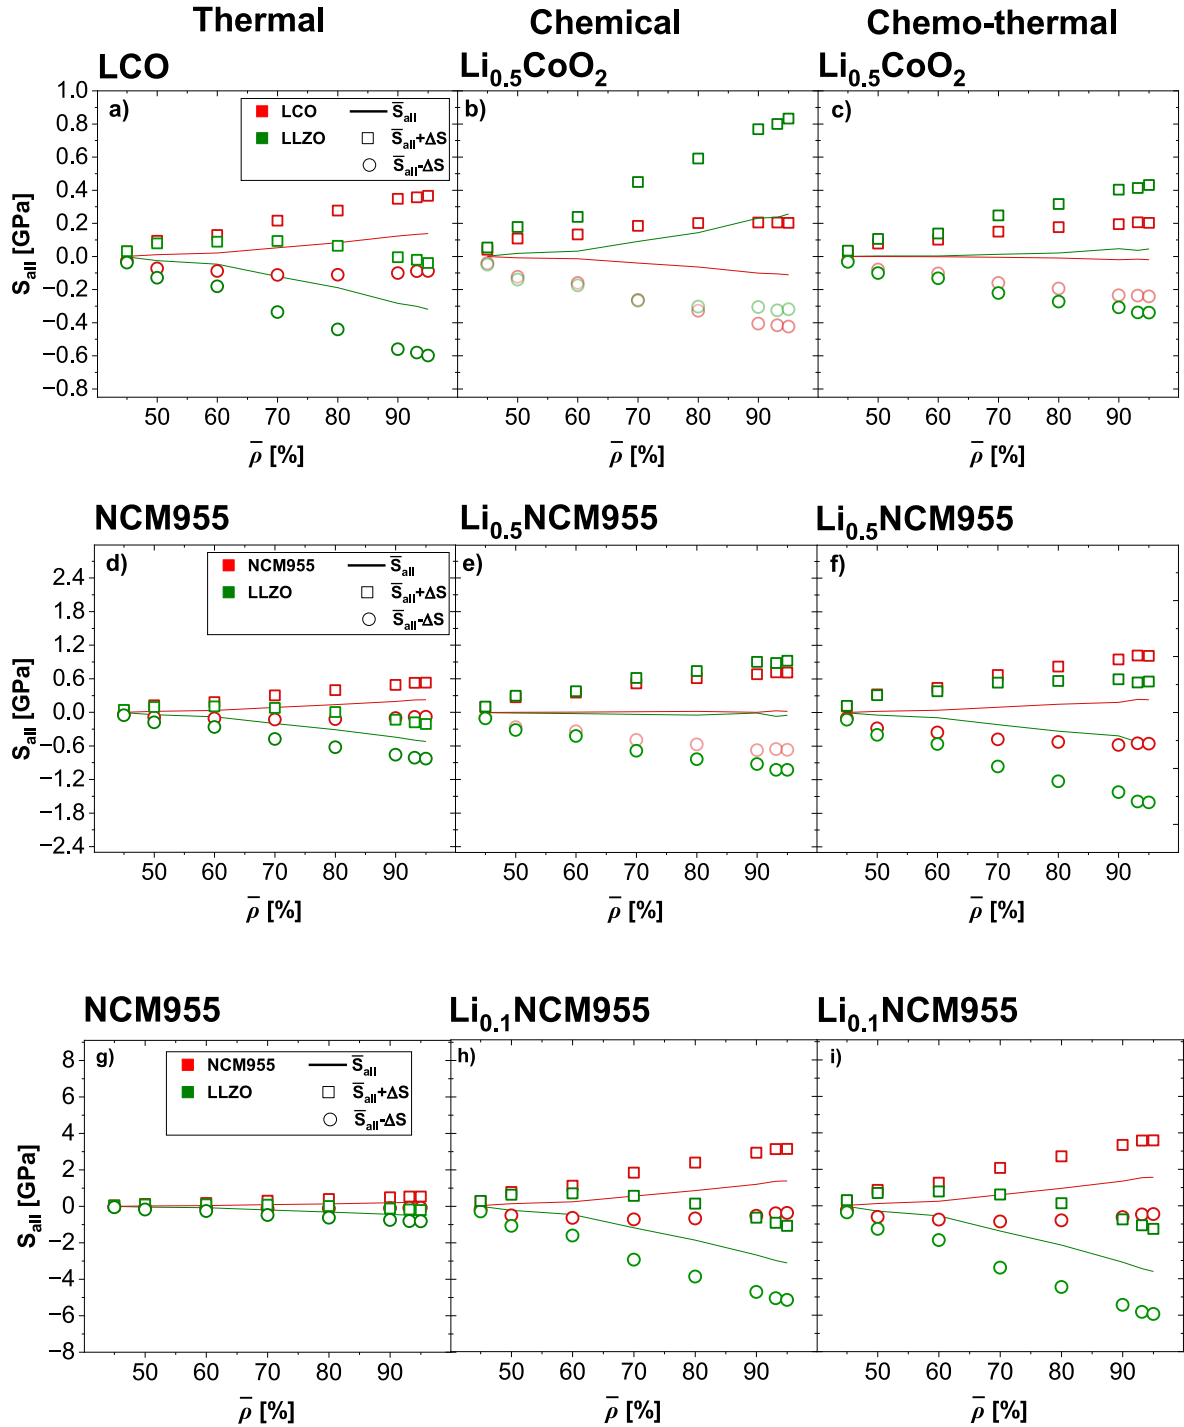 Thermal Chemical Chemo-thermal
LCO Li0.5CoO2 Li0.5CoO2
a) b) c)
LCO S̄all
LLZO S̄all+ΔS
S̄all-ΔS
Sall [GPa]
1.0
0.8
0.6
0.4
0.2
0.0
−0.2
−0.4
−0.6
−0.8
50 60 70 80 90 50 60 70 80 90 50 60 70 80 90
ρ̄ [%] ρ̄ [%] ρ̄ [%]
NCM955 Li0.5NCM955 Li0.5NCM955
d) e) f)
NCM955 S̄all
LLZO S̄all+ΔS
S̄all-ΔS
Sall [GPa]
2.4
1.8
1.2
0.6
0.0
−0.6
−1.2
−1.8
−2.4
50 60 70 80 90 50 60 70 80 90 50 60 70 80 90
ρ̄ [%] ρ̄ [%] ρ̄ [%]
NCM955 Li0.1NCM955 Li0.1NCM955
g) h) i)
NCM955 S̄all
LLZO S̄all+ΔS
S̄all-ΔS
Sall [GPa]
8
6
4
2
0
−2
−4
−6
−8
50 60 70 80 90 50 60 70 80 90 50 60 70 80 90
ρ̄ [%] ρ̄ [%] ρ̄ [%]